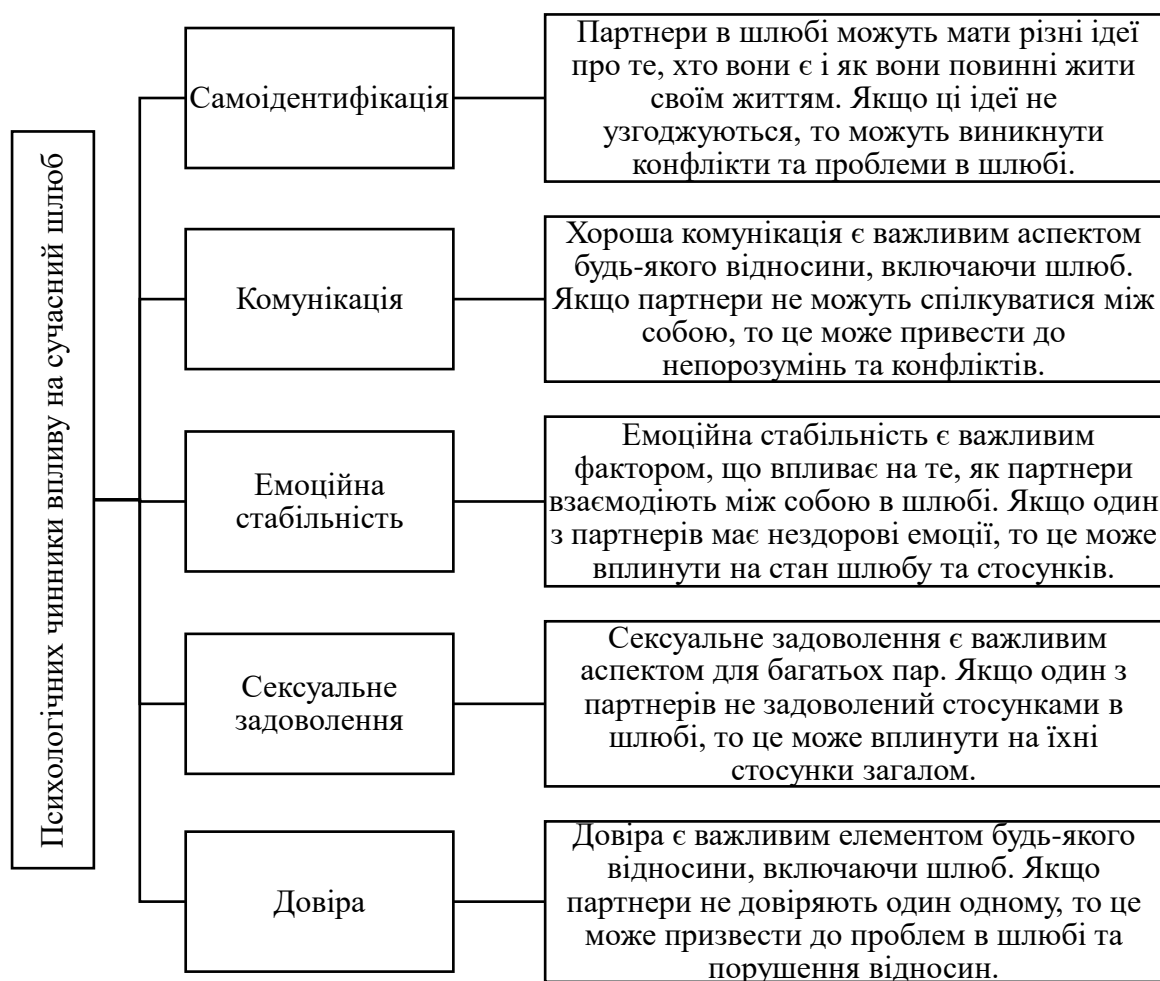 Психологічних чинники впливу на сучасний шлюб
Самоідентифікація
Партнери в шлюбі можуть мати різні ідеї
про те, хто вони є і як вони повинні жити
своїм життям. Якщо ці ідеї не
узгоджуються, то можуть виникнути
конфлікти та проблеми в шлюбі.
Комунікація
Хороша комунікація є важливим аспектом
будь-якого відносини, включаючи шлюб.
Якщо партнери не можуть спілкуватися між
собою, то це може привести до
непорозумінь та конфліктів.
Емоційна
стабільність
Емоційна стабільність є важливим
фактором, що впливає на те, як партнери
взаємодіють між собою в шлюбі. Якщо один
з партнерів має нездорові емоції, то це може
вплинути на стан шлюбу та стосунків.
Сексуальне
задоволення
Сексуальне задоволення є важливим
аспектом для багатьох пар. Якщо один з
партнерів не задоволений стосунками в
шлюбі, то це може вплинути на їхні
стосунки загалом.
Довіра
Довіра є важливим елементом будь-якого
відносини, включаючи шлюб. Якщо
партнери не довіряють один одному, то це
може призвести до проблем в шлюбі та
порушення відносин.